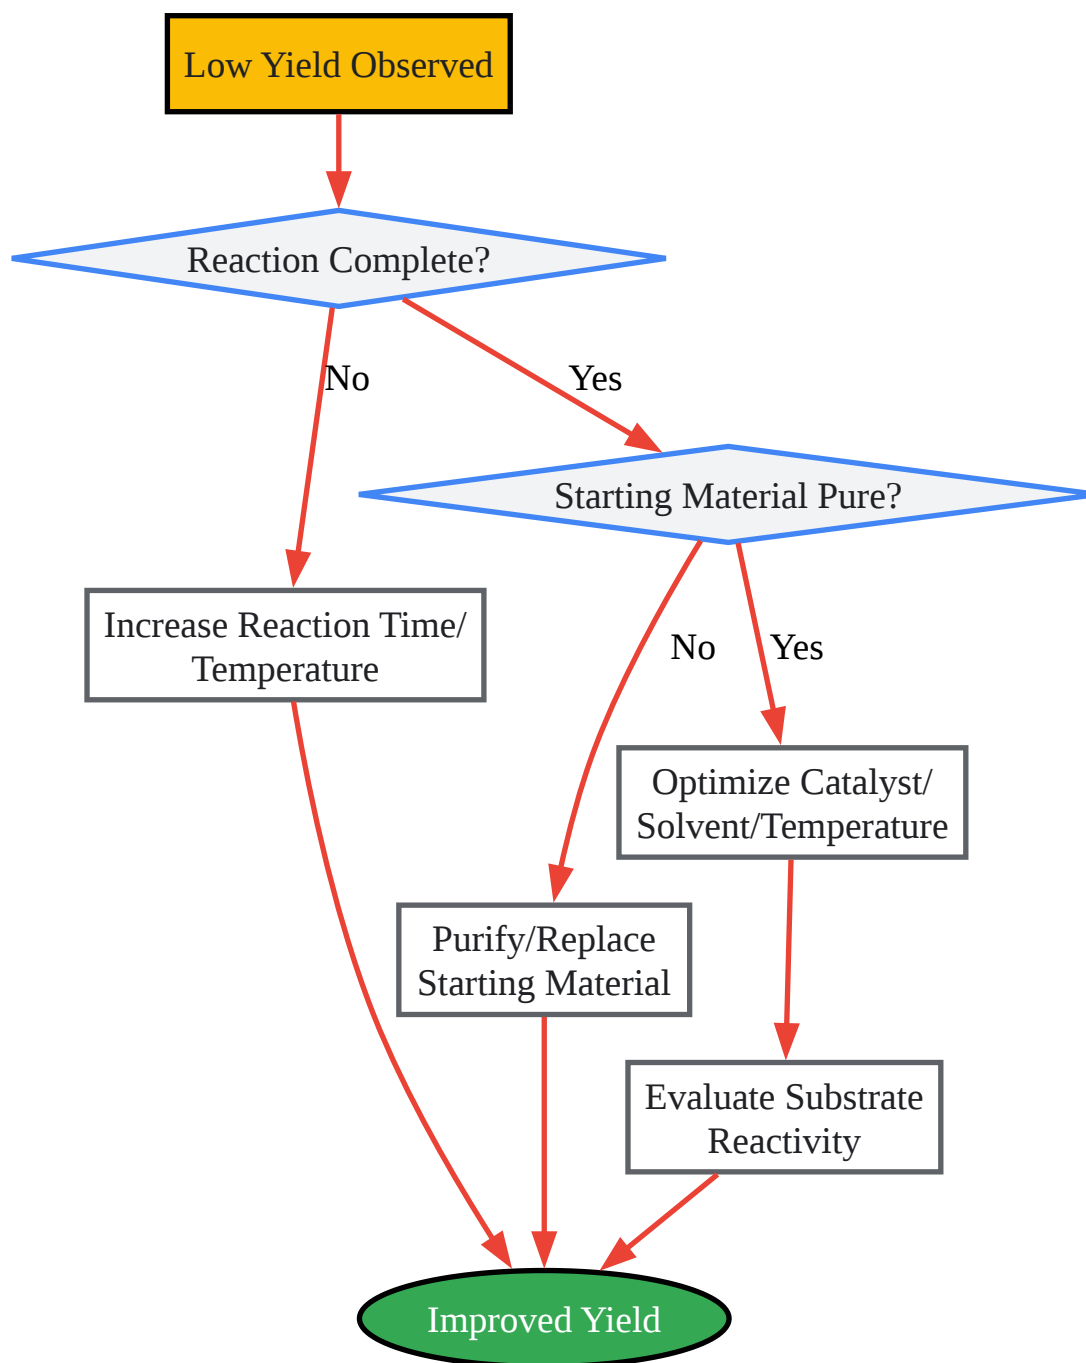 Low Yield Observed
Reaction Complete?
No
Yes
Starting Material Pure?
Increase Reaction Time/
Temperature
No
Yes
Optimize Catalyst/
Solvent/Temperature
Purify/Replace
Starting Material
Evaluate Substrate
Reactivity
Improved Yield